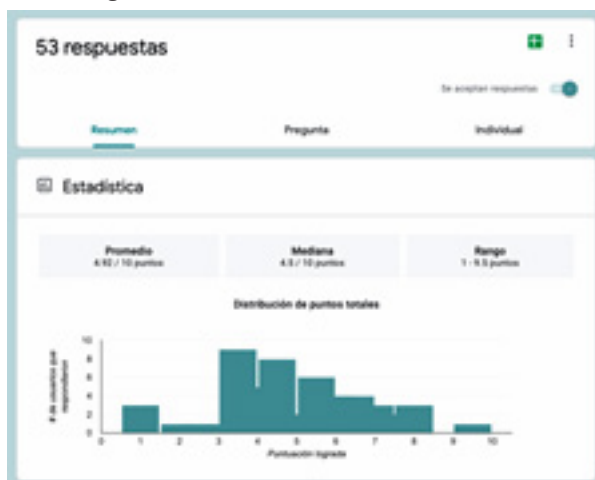 53 respuestas
Se aceptan respuestas
Resumen Pregunta Individual
Estadística
Promedio Mediana Rango
4.92 / 10 puntos 4.5 / 10 puntos 1 - 9.5 puntos
Distribución de puntos totales
# de usuarios que
respondieron
10
8
6
4
2
0
0 1 2 3 4 5 6 7 8 9 10
Puntuación lograda